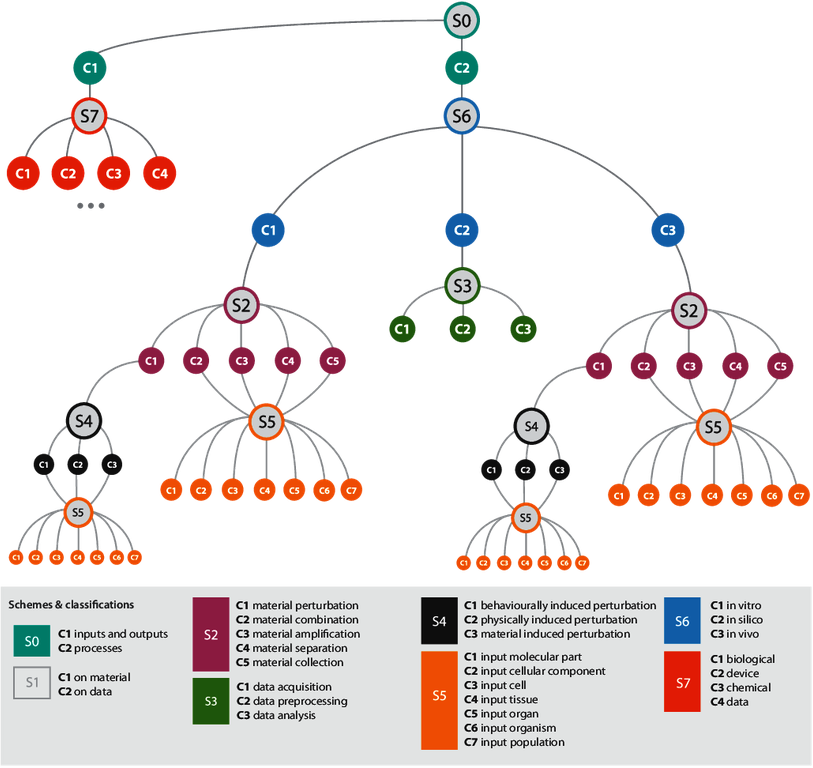 S0
C1
C2
S7
S6
C1
C2
C3
C4
...
C1
C2
C3
S2
S3
S2
C1
C2
C3
C1
C2
C3
C4
C5
C1
C2
C3
C4
C5
S4
S5
S4
S5
C1
C2
C3
C1
C2
C3
C4
C5
C6
C7
C1
C2
C3
C1
C2
C3
C4
C5
C6
C7
S5
S5
C1
C2
C3
C4
C5
C6
C7
C1
C2
C3
C4
C5
C6
C7
Schemes & classifications
S0
C1 inputs and outputs
C2 processes
S1
C1 on material
C2 on data
S2
C1 material perturbation
C2 material combination
C3 material amplification
C4 material separation
C5 material collection
S3
C1 data acquisition
C2 data preprocessing
C3 data analysis
S4
C1 behaviourally induced perturbation
C2 physically induced perturbation
C3 material induced perturbation
S5
C1 input molecular part
C2 input cellular component
C3 input cell
C4 input tissue
C5 input organ
C6 input organism
C7 input population
S6
C1 in vitro
C2 in silico
C3 in vivo
S7
C1 biological
C2 device
C3 chemical
C4 data